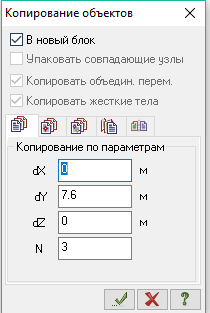 Копирование объектов
В новый блок
Упаковать совпадающие узлы
Копировать объедин. перем.
Копировать жесткие тела
Копирование по параметрам
dX 0 м
dY 7.6 м
dZ 0 м
N 3
?